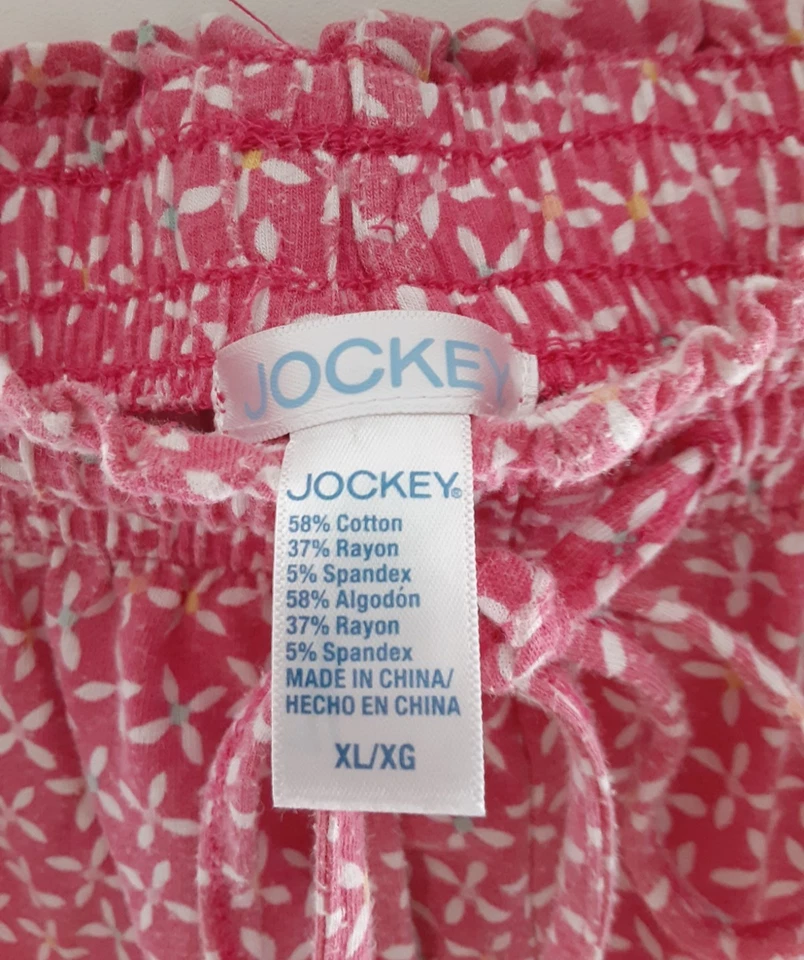 JOCKEY
JOCKEY®
58% Cotton
37% Rayon
5% Spandex
58% Algodón
37% Rayon
5% Spandex
MADE IN CHINA/
HECHO EN CHINA
XL/XG